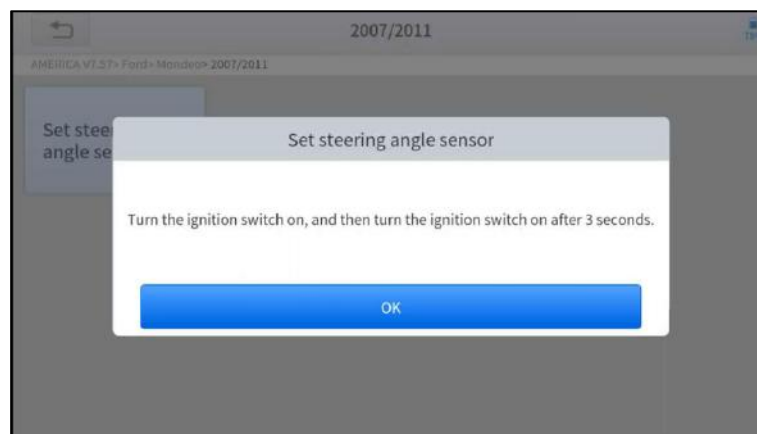 2007/2011
AMERICA V7.57> Ford> Mondeo> 2007/2011
Set stee
angle se
Set steering angle sensor
Turn the ignition switch on, and then turn the ignition switch on after 3 seconds.
OK